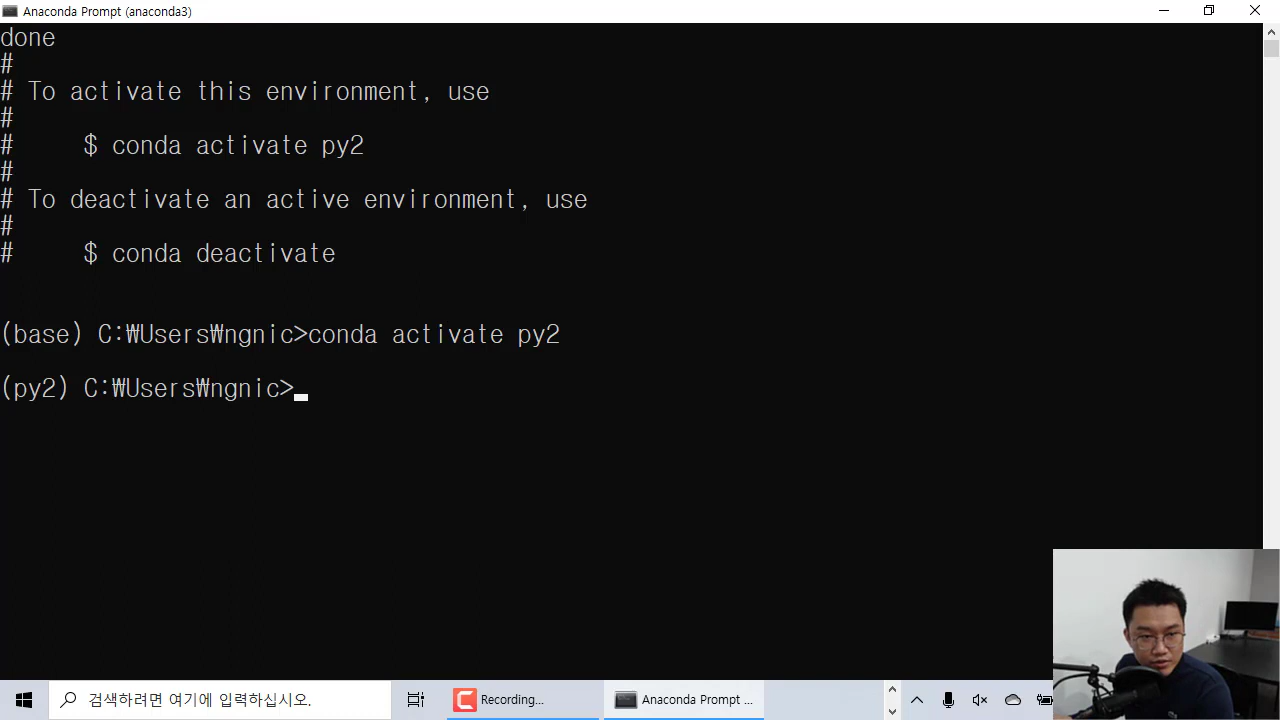 Anaconda Prompt (anaconda3)
done
#
# To activate this environment, use
#
#     $ conda activate py2
#
# To deactivate an active environment, use
#
#     $ conda deactivate
(base) C:₩Users₩ngnic>conda activate py2
(py2) C:₩Users₩ngnic>
검색하려면 여기에 입력하십시오.
Recording...
Anaconda Prompt ...